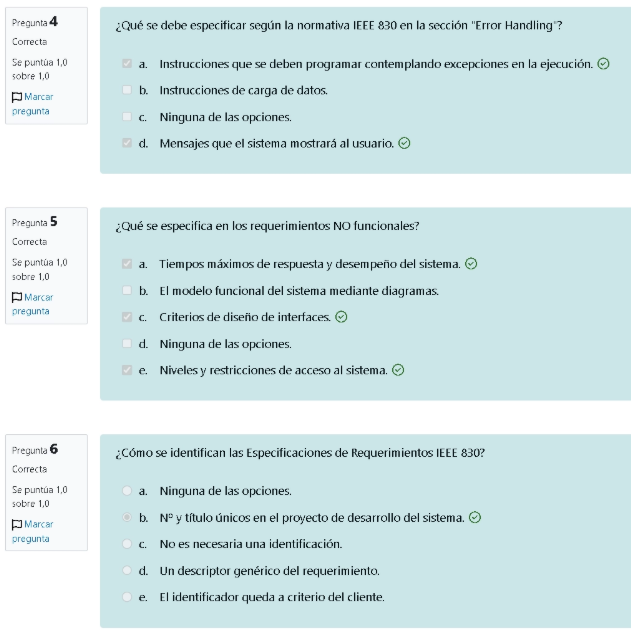 Pregunta 4
Correcta
Se puntúa 1,0
sobre 1,0
Marcar
pregunta
¿Qué se debe especificar según la normativa IEEE 830 en la sección "Error Handling"?
a. Instrucciones que se deben programar contemplando excepciones en la ejecución.
b. Instrucciones de carga de datos.
c. Ninguna de las opciones.
d. Mensajes que el sistema mostrará al usuario.
Pregunta 5
Correcta
Se puntúa 1,0
sobre 1,0
Marcar
pregunta
¿Qué se especifica en los requerimientos NO funcionales?
a. Tiempos máximos de respuesta y desempeño del sistema.
b. El modelo funcional del sistema mediante diagramas.
c. Criterios de diseño de interfaces.
d. Ninguna de las opciones.
e. Niveles y restricciones de acceso al sistema.
Pregunta 6
Correcta
Se puntúa 1,0
sobre 1,0
Marcar
pregunta
¿Cómo se identifican las Especificaciones de Requerimientos IEEE 830?
a. Ninguna de las opciones.
b. Nº y título únicos en el proyecto de desarrollo del sistema.
c. No es necesaria una identificación.
d. Un descriptor genérico del requerimiento.
e. El identificador queda a criterio del cliente.